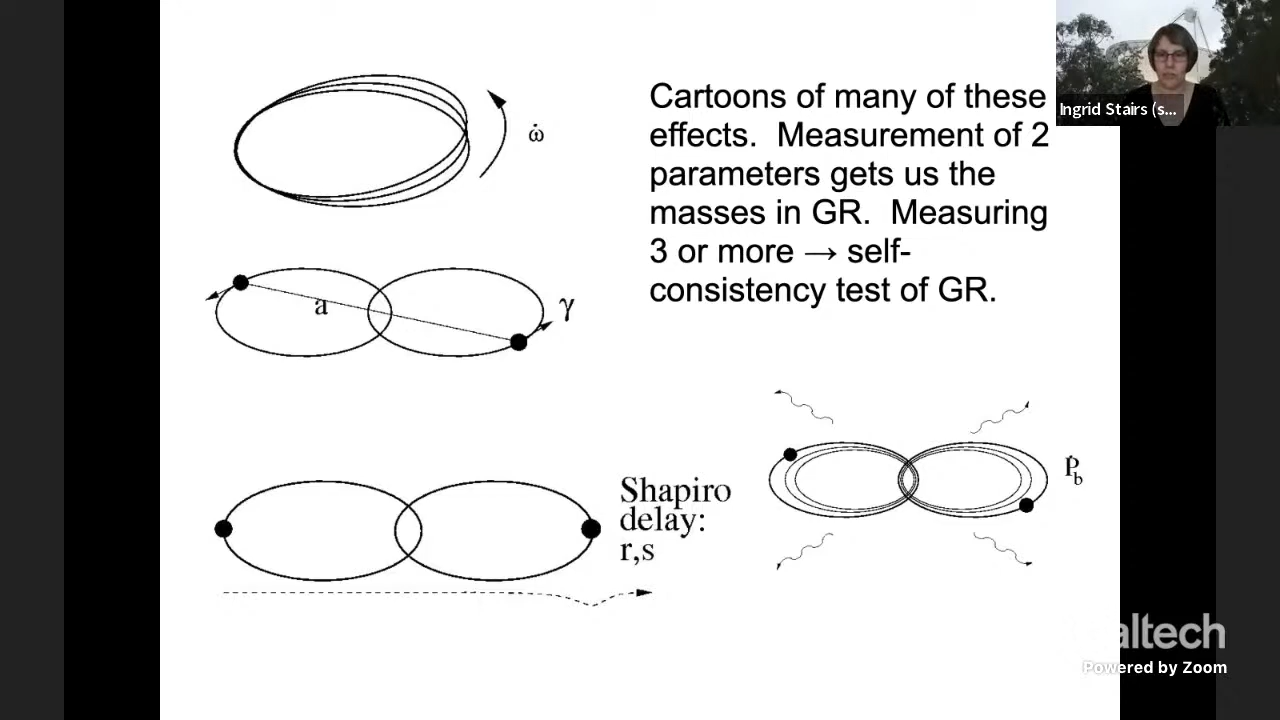 Cartoons of many of these
effects. Measurement of 2
parameters gets us the
masses in GR. Measuring
3 or more → self-
consistency test of GR.
Ingrid Stairs (s...
ω̇
a
γ
Shapiro
delay:
r,s
Ṗb
altech
Powered by Zoom